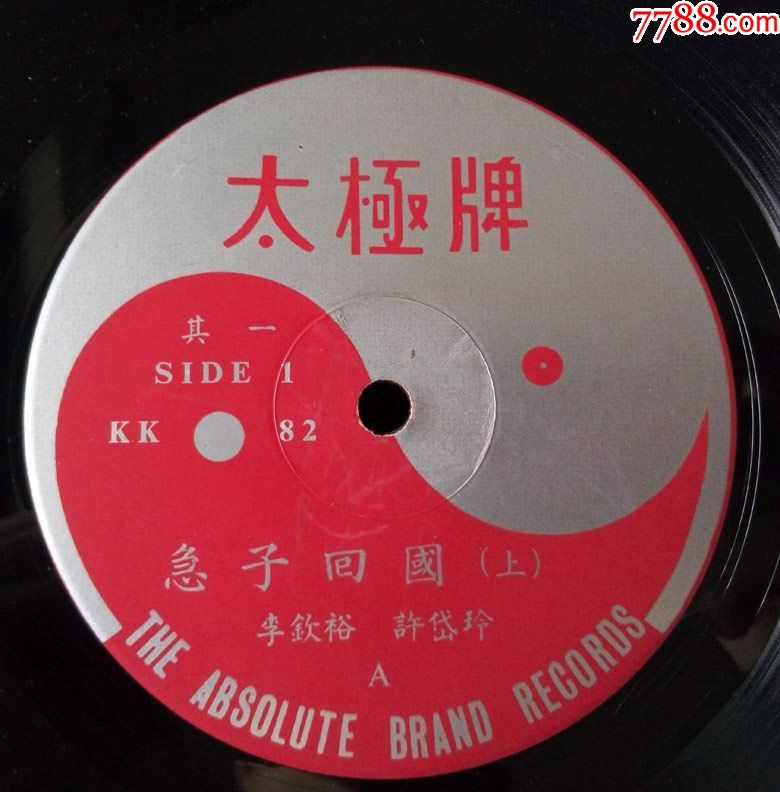 7788.com
太極牌
其一
SIDE 1
KK 82
急子回國(上)
李欽裕 許岱玲
A
THE ABSOLUTE BRAND RECORDS